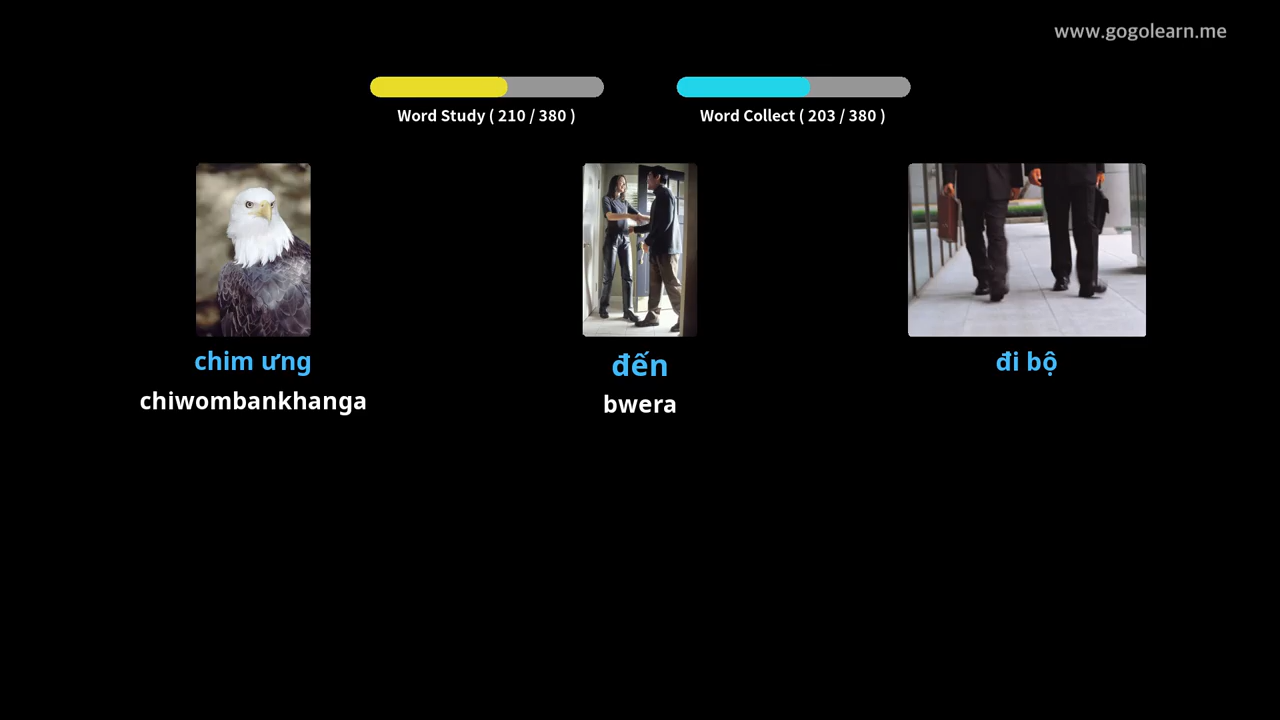 www.gogolearn.me
Word Study ( 210 / 380 )
Word Collect ( 203 / 380 )
chim ưng
đến
đi bộ
chiwombankhanga
bwera